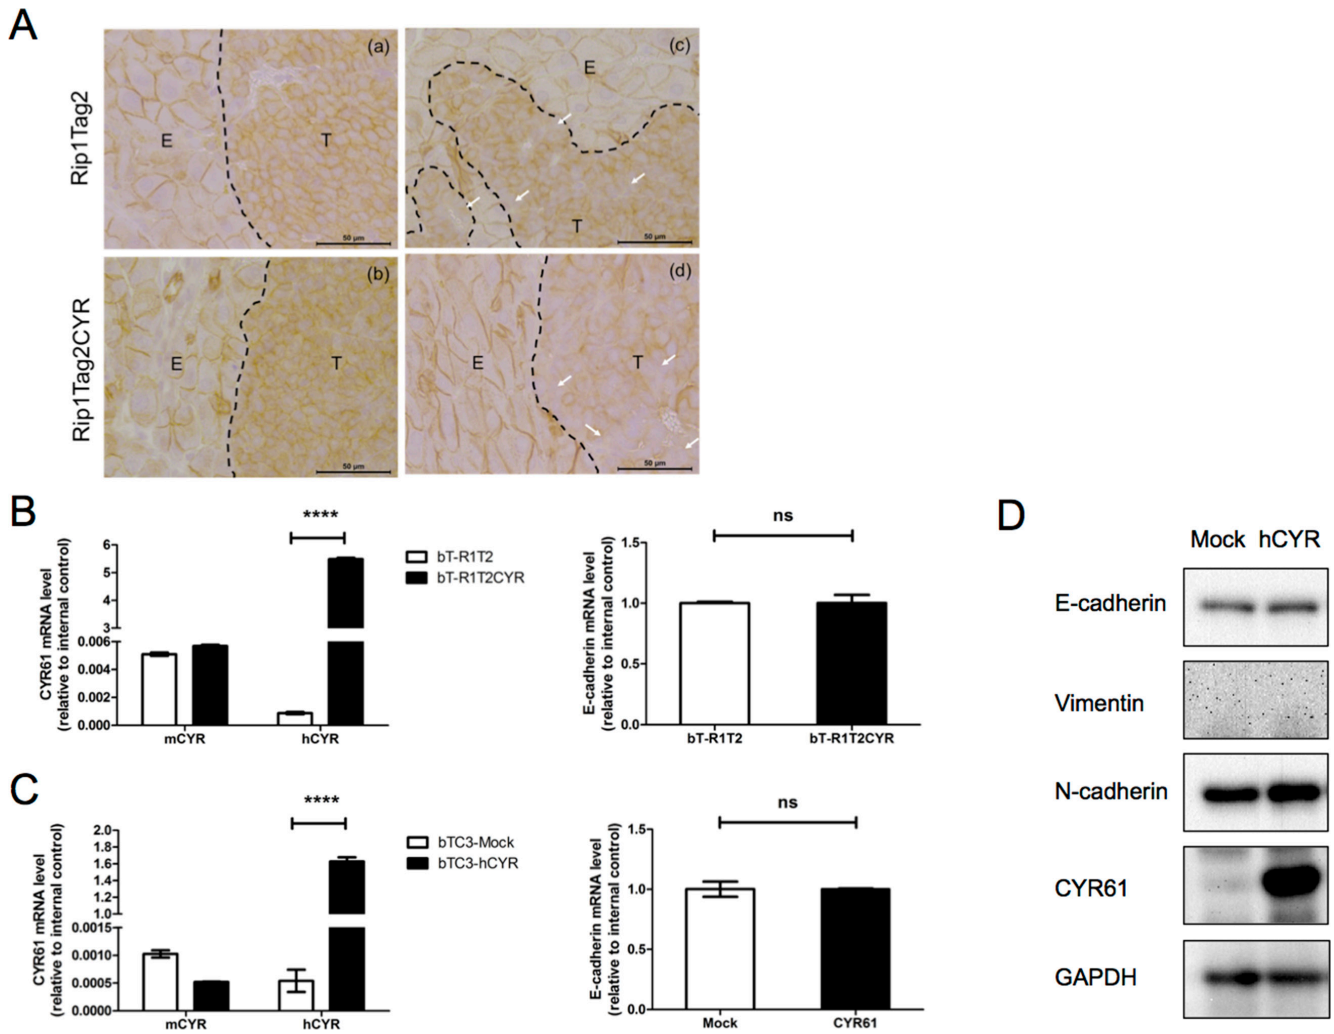 A
Rip1Tag2
(a)
E
T
50 µm
(c)
E
T
50 µm
Rip1Tag2CYR
(b)
E
T
50 µm
(d)
E
T
50 µm
B
CYR61 mRNA level
(relative to internal control)
6
5
4
3
0.006
0.004
0.002
0.000
****
mCYR
hCYR
bT-R1T2
bT-R1T2CYR
E-cadherin mRNA level
(relative to internal control)
1.5
1.0
0.5
0.0
ns
bT-R1T2
bT-R1T2CYR
C
CYR61 mRNA level
(relative to internal control)
2.0
1.8
1.6
1.4
1.2
1.0
0.0015
0.0010
0.0005
0.0000
****
mCYR
hCYR
bTC3-Mock
bTC3-hCYR
E-cadherin mRNA level
(relative to internal control)
1.5
1.0
0.5
0.0
ns
Mock
CYR61
D
Mock hCYR
E-cadherin
Vimentin
N-cadherin
CYR61
GAPDH